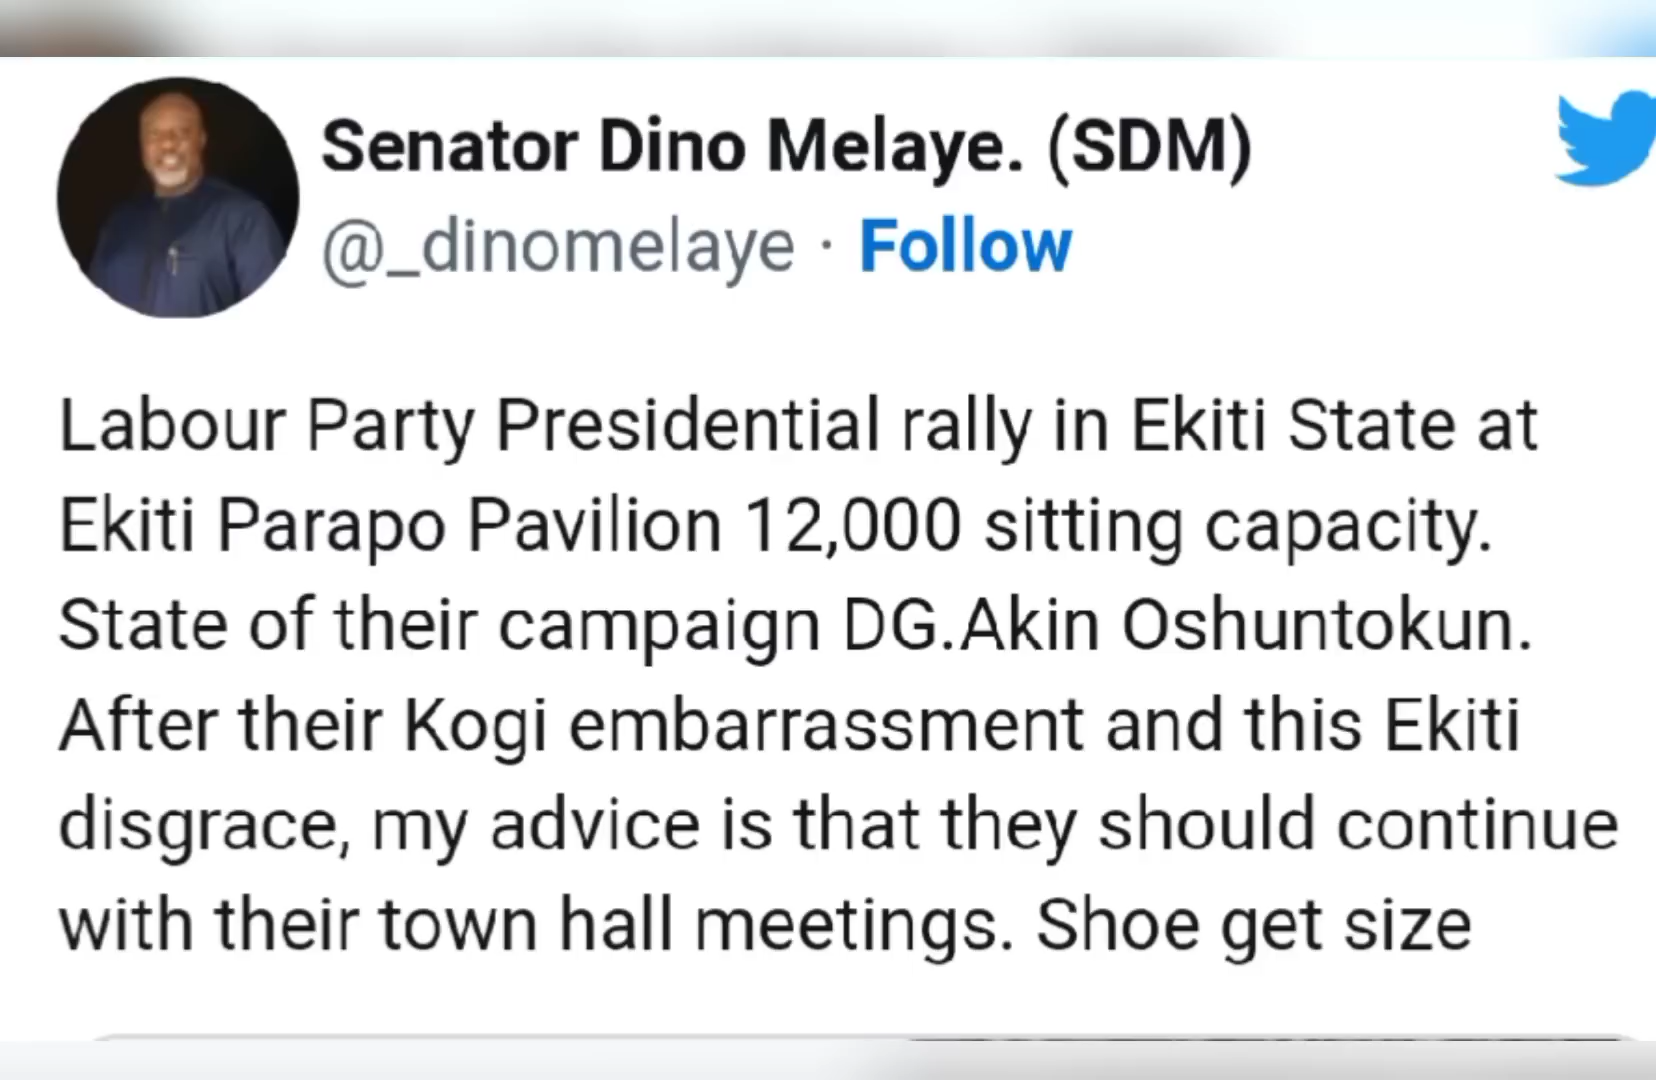 Senator Dino Melaye. (SDM)
@_dinomelaye · Follow
Labour Party Presidential rally in Ekiti State at
Ekiti Parapo Pavilion 12,000 sitting capacity.
State of their campaign DG.Akin Oshuntokun.
After their Kogi embarrassment and this Ekiti
disgrace, my advice is that they should continue
with their town hall meetings. Shoe get size